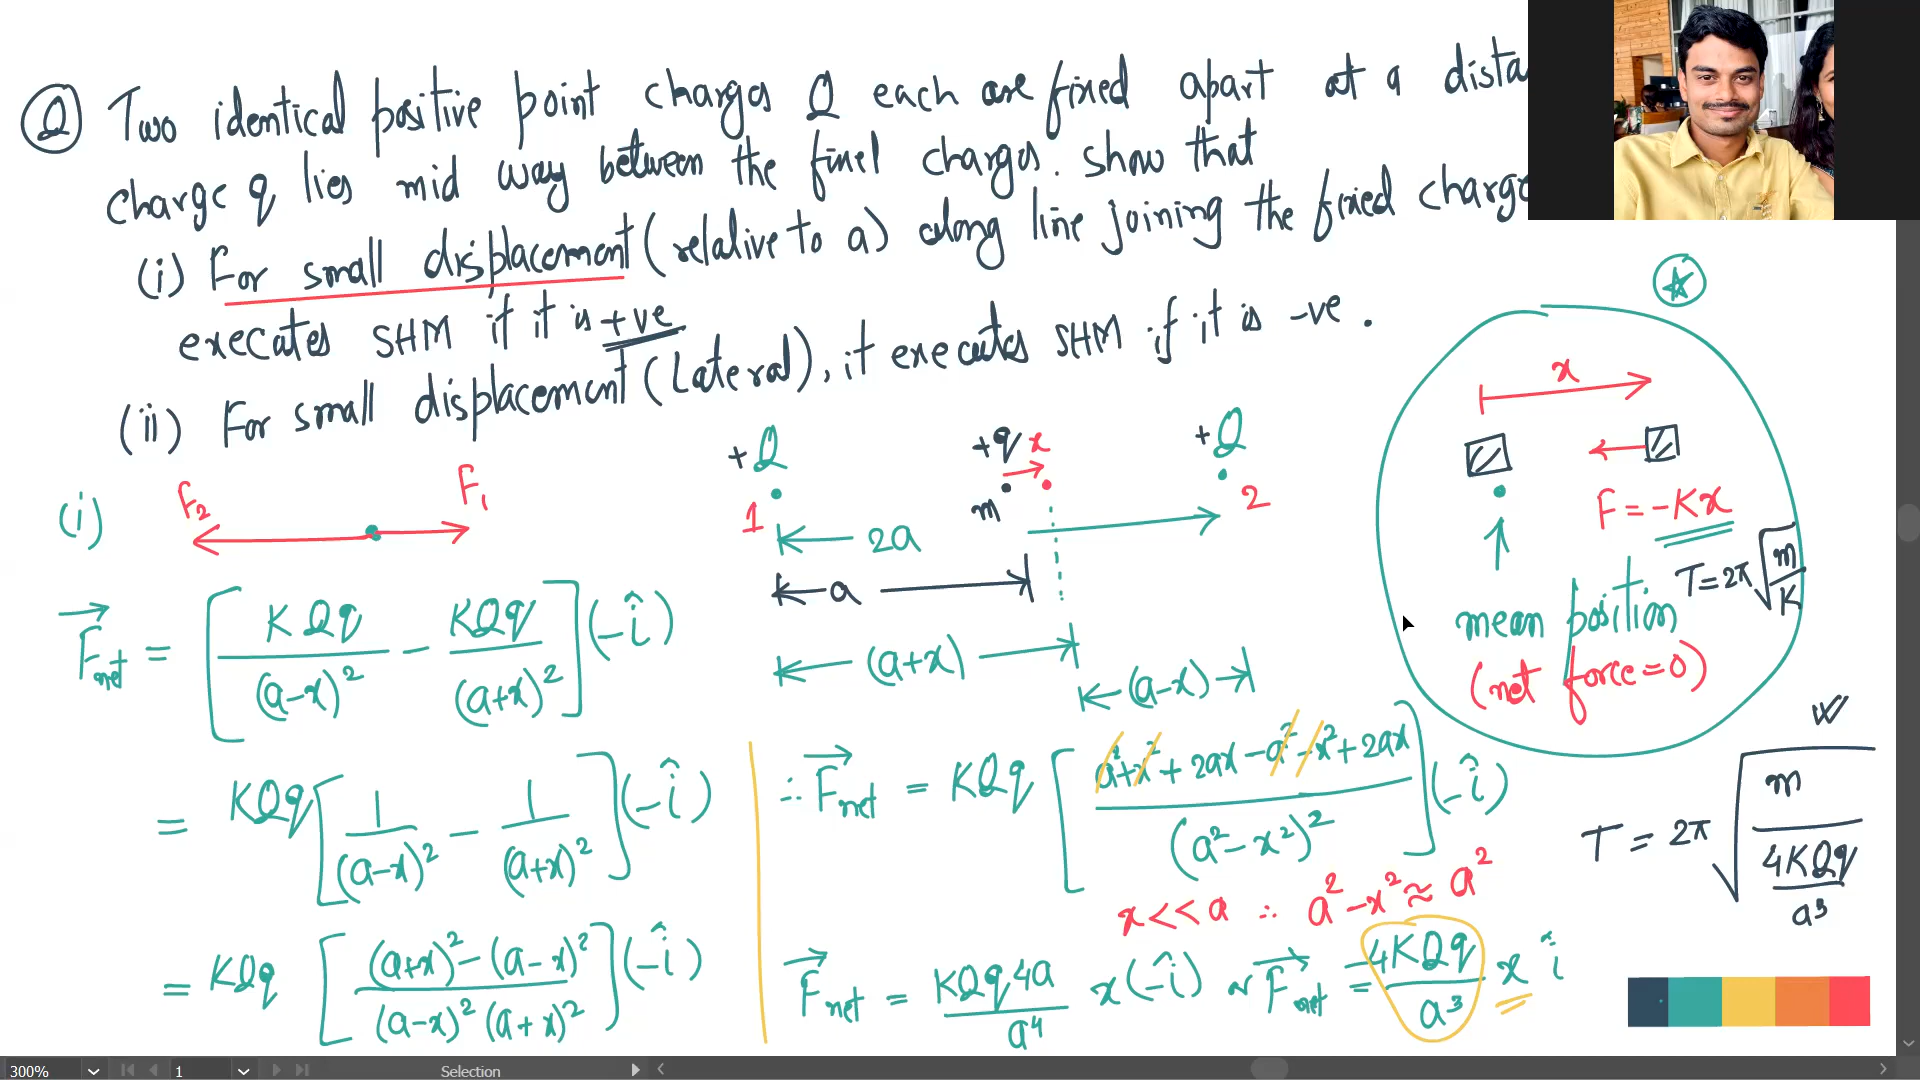 Q Two identical positive point charges Q each are fixed apart at a dista
charge q lies mid way between the fixed charges. show that
(i) For small displacement (relative to a) along line joining the fixed charge
executes SHM if it is +ve
(ii) For small displacement (Lateral), it executes SHM if it is -ve.
(i) F₂ F₁
+Q +q x +Q
1 m 2
2a
a
(a+x)
(a-x)
x
F = -Kx
T = 2π √(m/K)
mean position
(net force = 0)
F⃗net = [KQq/(a-x)² - KQq/(a+x)²] (-î)
= KQq [1/(a-x)² - 1/(a+x)²] (-î)
= KQq [((a+x)² - (a-x)²)/((a-x)² (a+x)²)] (-î)
∴ F⃗net = KQq [(a²+x²+2ax-a²-x²+2ax)/(a²-x²)²] (-î)
x<<a ∴ a²-x² ≈ a²
F⃗net = KQq4a/a⁴ x(-î) ~ F⃗net = -4KQq/a³ x î
T = 2π √(m/(4KQq/a³))
300% 1 Selection